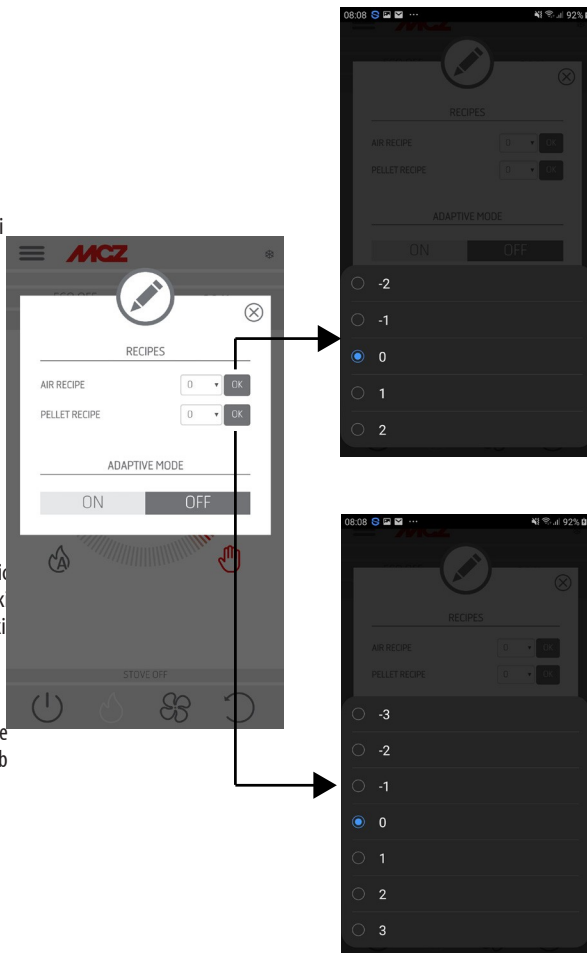 08:08 ... 92%
MCZ
RECIPES
AIR RECIPE 0 OK
PELLET RECIPE 0 OK
ADAPTIVE MODE
ON OFF
-2
-1
0
1
2
i
MCZ
RECIPES
AIR RECIPE 0 OK
PELLET RECIPE 0 OK
ADAPTIVE MODE
ON OFF
A
STOVE OFF
e
b
08:08 ... 92%
MCZ
RECIPES
AIR RECIPE 0 OK
PELLET RECIPE 0 OK
-3
-2
-1
0
1
2
3